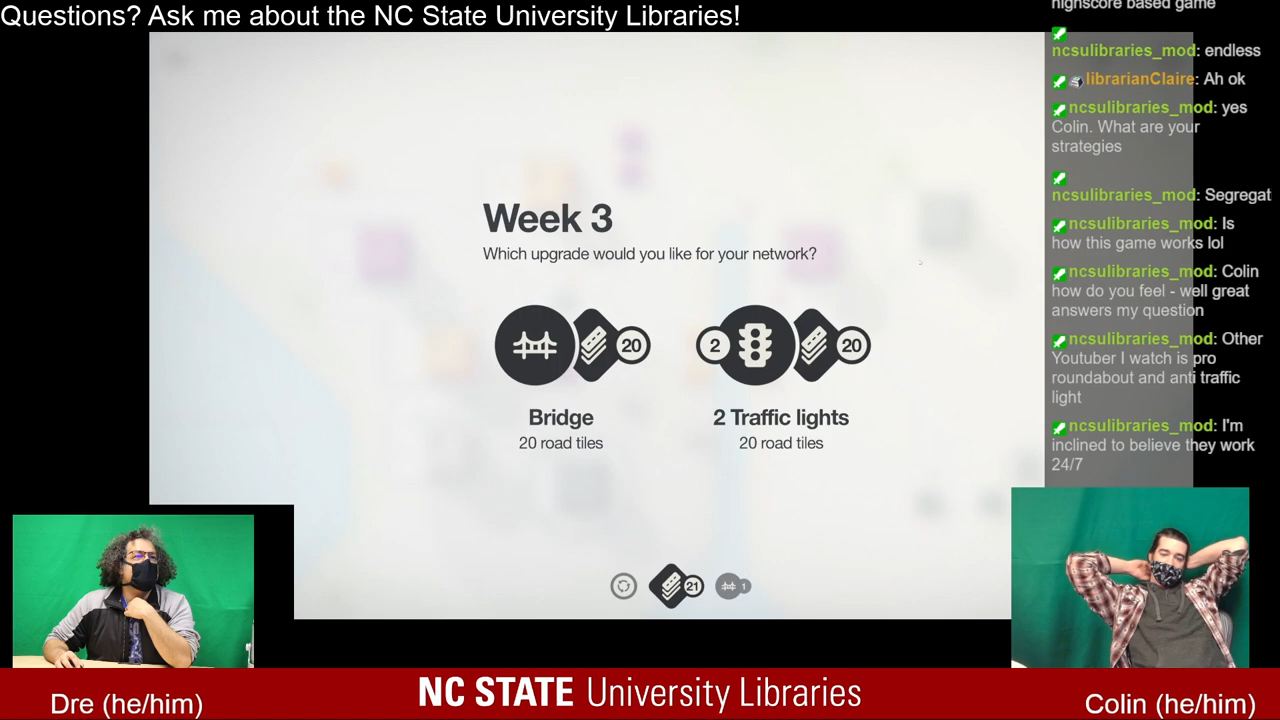 Questions? Ask me about the NC State University Libraries!
highscore based game
ncsulibraries_mod: endless
librarianClaire: Ah ok
ncsulibraries_mod: yes
Colin. What are your
strategies
ncsulibraries_mod: Segregat
ncsulibraries_mod: Is
how this game works lol
ncsulibraries_mod: Colin
how do you feel - well great
answers my question
ncsulibraries_mod: Other
Youtuber I watch is pro
roundabout and anti traffic
light
ncsulibraries_mod: I'm
inclined to believe they work
24/7
Week 3
Which upgrade would you like for your network?
20
2
20
Bridge
2 Traffic lights
20 road tiles
20 road tiles
21
1
Dre (he/him)
NC STATE University Libraries
Colin (he/him)